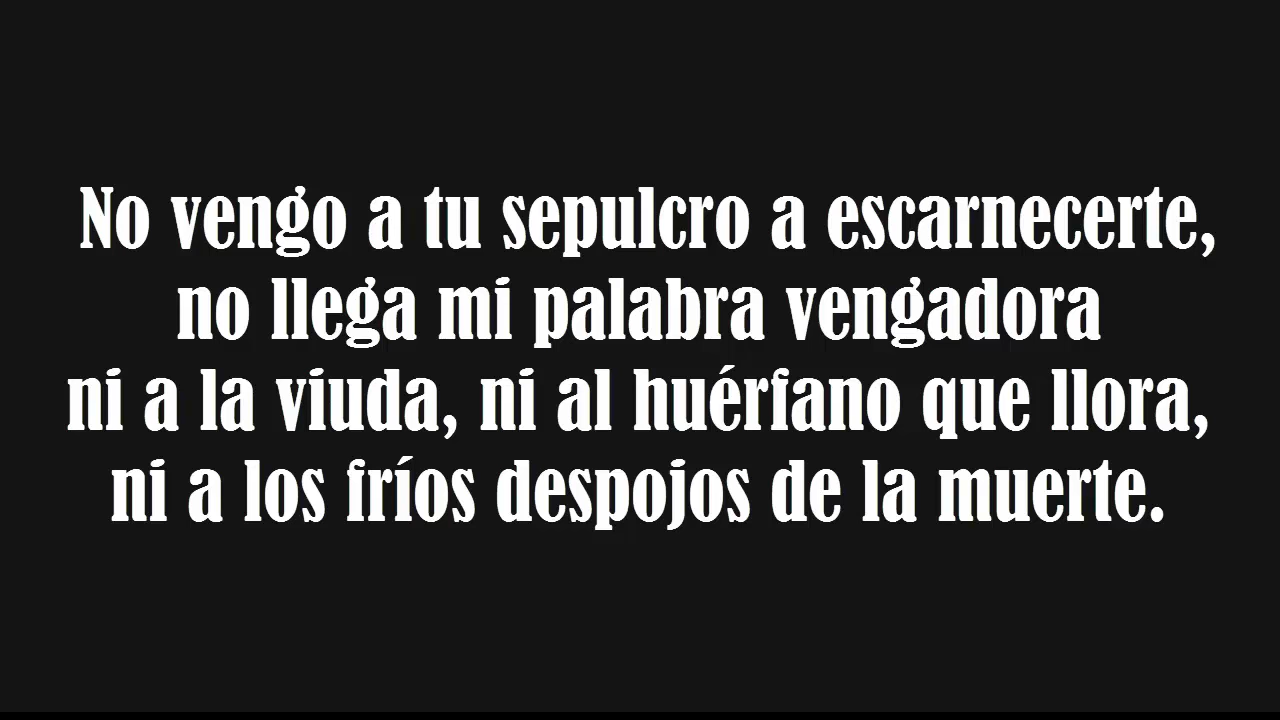 No vengo a tu sepulcro a escarnecerte,
no llega mi palabra vengadora
ni a la viuda, ni al huérfano que llora,
ni a los fríos despojos de la muerte.